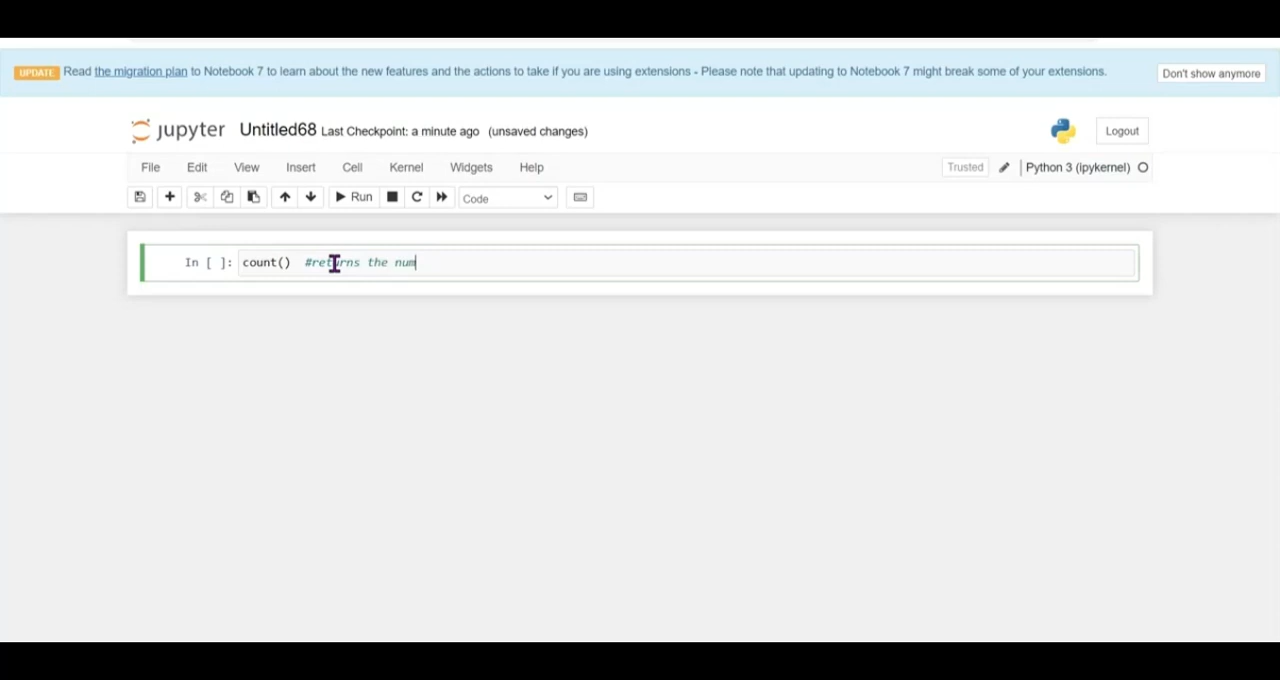 UPDATE Read the migration plan to Notebook 7 to learn about the new features and the actions to take if you are using extensions - Please note that updating to Notebook 7 might break some of your extensions. Don't show anymore
jupyter Untitled68 Last Checkpoint: a minute ago (unsaved changes) Logout
File Edit View Insert Cell Kernel Widgets Help Trusted Python 3 (ipykernel)
Run Code
In [ ]: count() #returns the num